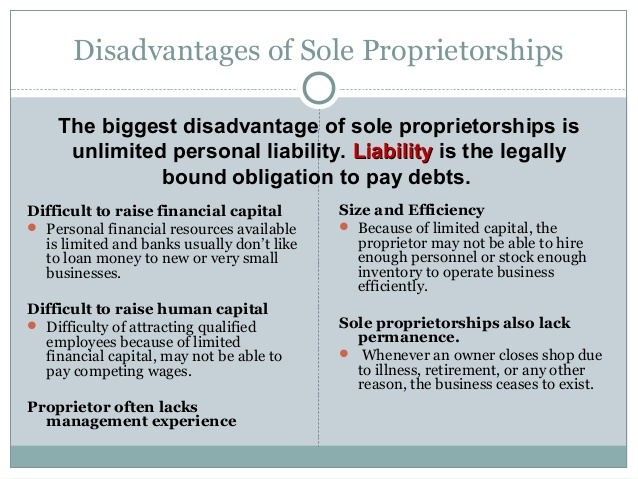 Disadvantages of Sole Proprietorships
The biggest disadvantage of sole proprietorships is
unlimited personal liability. Liability is the legally
bound obligation to pay debts.
Difficult to raise financial capital
Personal financial resources available
is limited and banks usually don’t like
to loan money to new or very small
businesses.
Difficult to raise human capital
Difficulty of attracting qualified
employees because of limited
financial capital, may not be able to
pay competing wages.
Proprietor often lacks
management experience
Size and Efficiency
Because of limited capital, the
proprietor may not be able to hire
enough personnel or stock enough
inventory to operate business
efficiently.
Sole proprietorships also lack
permanence.
Whenever an owner closes shop due
to illness, retirement, or any other
reason, the business ceases to exist.